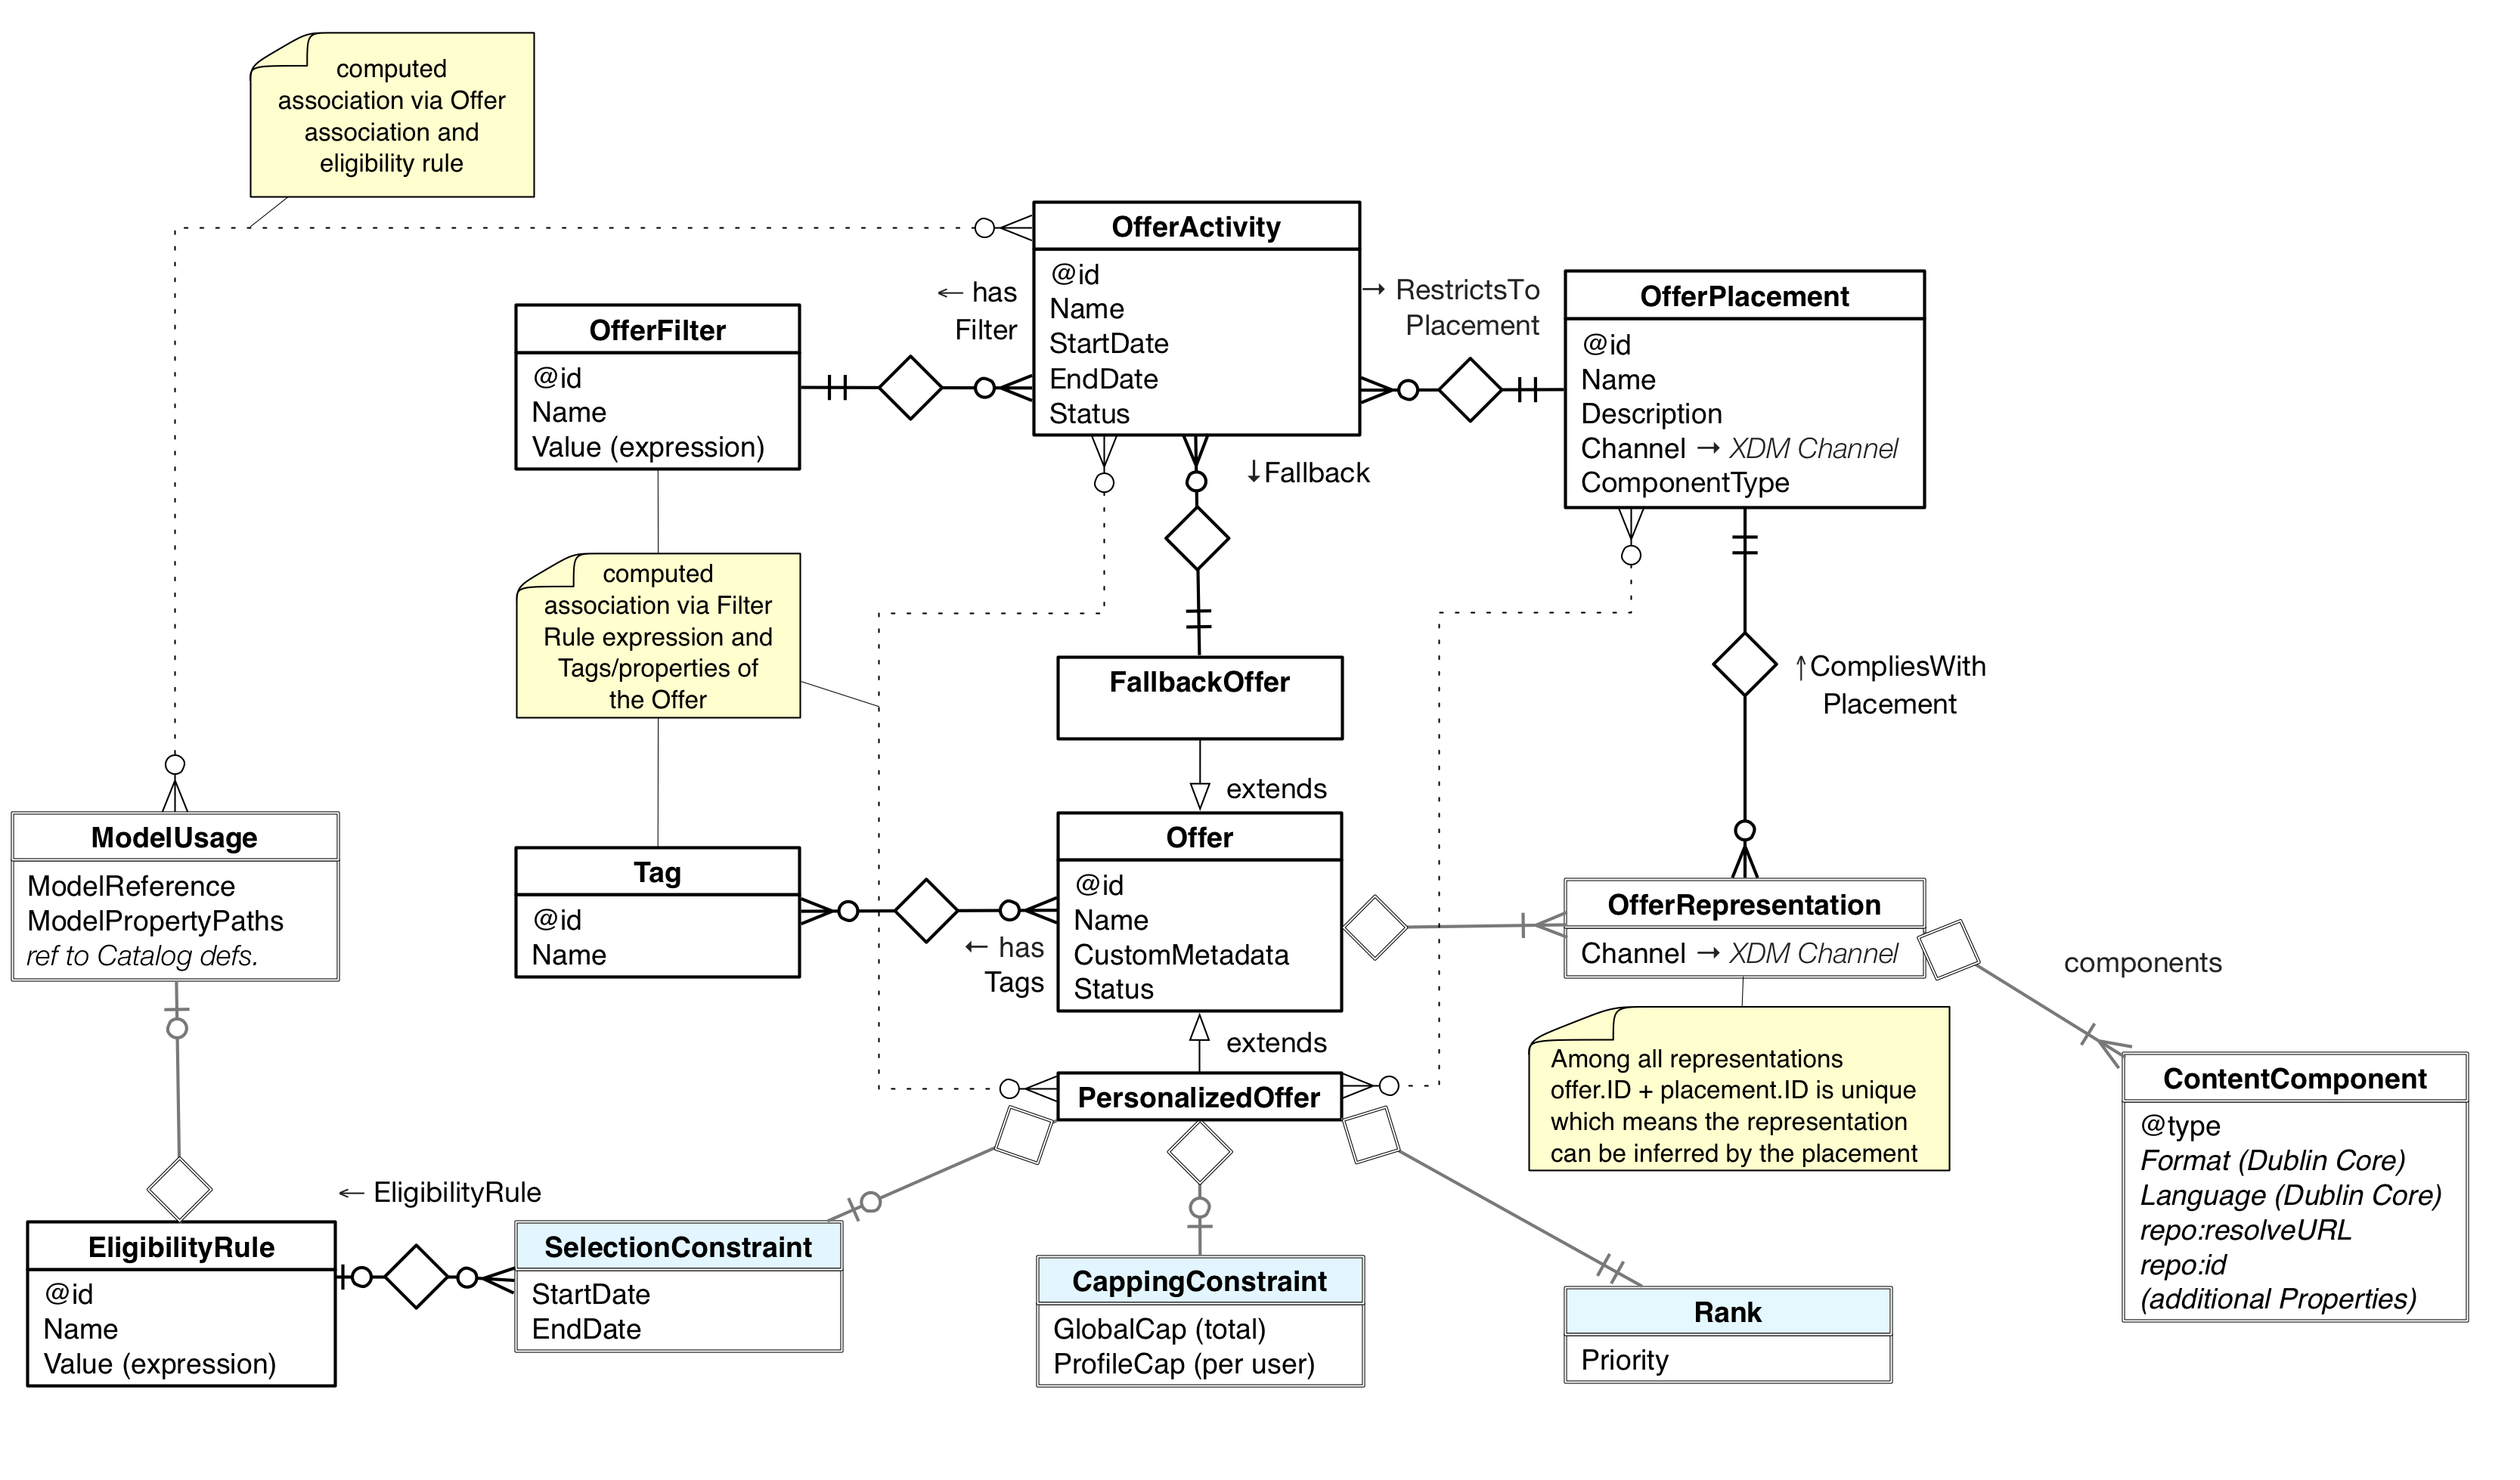 computed
association via Offer
association and
eligibility rule
OfferActivity
@id
Name
StartDate
EndDate
Status
← has
Filter
→ RestrictsTo
Placement
OfferPlacement
@id
Name
Description
Channel → XDM Channel
ComponentType
OfferFilter
@id
Name
Value (expression)
↓Fallback
computed
association via Filter
Rule expression and
Tags/properties of
the Offer
FallbackOffer
↑CompliesWith
Placement
extends
ModelUsage
ModelReference
ModelPropertyPaths
ref to Catalog defs.
Tag
@id
Name
← has
Tags
Offer
@id
Name
CustomMetadata
Status
OfferRepresentation
Channel → XDM Channel
components
extends
PersonalizedOffer
Among all representations
offer.ID + placement.ID is unique
which means the representation
can be inferred by the placement
ContentComponent
@type
Format (Dublin Core)
Language (Dublin Core)
repo:resolveURL
repo:id
(additional Properties)
← EligibilityRule
EligibilityRule
@id
Name
Value (expression)
SelectionConstraint
StartDate
EndDate
CappingConstraint
GlobalCap (total)
ProfileCap (per user)
Rank
Priority